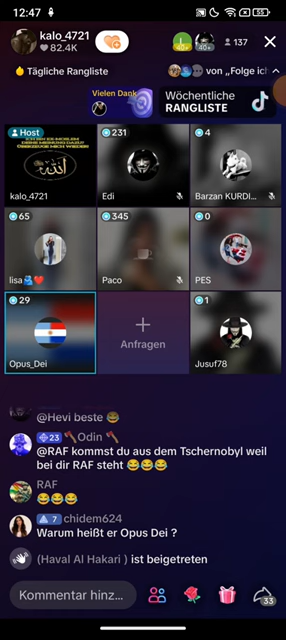 12:47
55
kalo_4721
82.4K
40+
40+
137
Tägliche Rangliste
von „Folge ich
Vielen Dank
Wöchentliche
RANGLISTE
Host
231
4
kalo_4721
Edi
Barzan KURDI...
65
345
0
lisa
Paco
PES
29
1
Opus_Dei
Anfragen
Jusuf78
@Hevi beste 😄
23 🪓Odin 🪓
@RAF kommst du aus dem Tschernobyl weil
bei dir RAF steht 😂😂😂
RAF
😂😂😂
7 chidem624
Warum heißt er Opus Dei ?
(Haval Al Hakari ) ist beigetreten
Kommentar hinz...
33